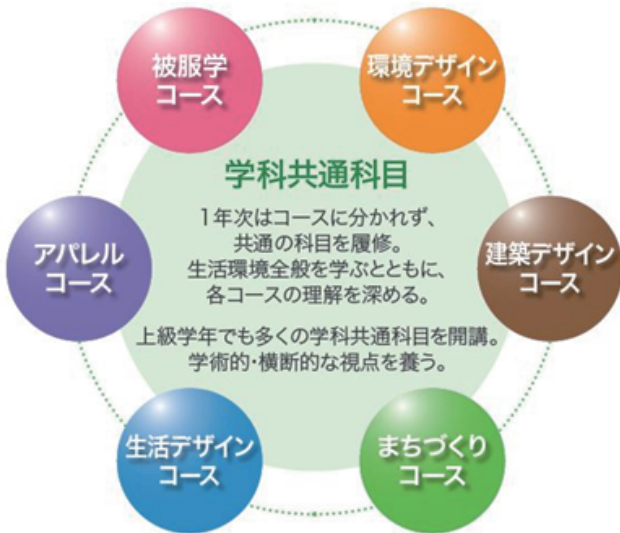 被服学
コース
環境デザイン
コース
学科共通科目
1年次はコースに分かれず、
共通の科目を履修。
生活環境全般を学ぶとともに、
各コースの理解を深める。
上級学年でも多くの学科共通科目を開講。
学術的・横断的な視点を養う。
アパレル
コース
建築デザイン
コース
生活デザイン
コース
まちづくり
コース